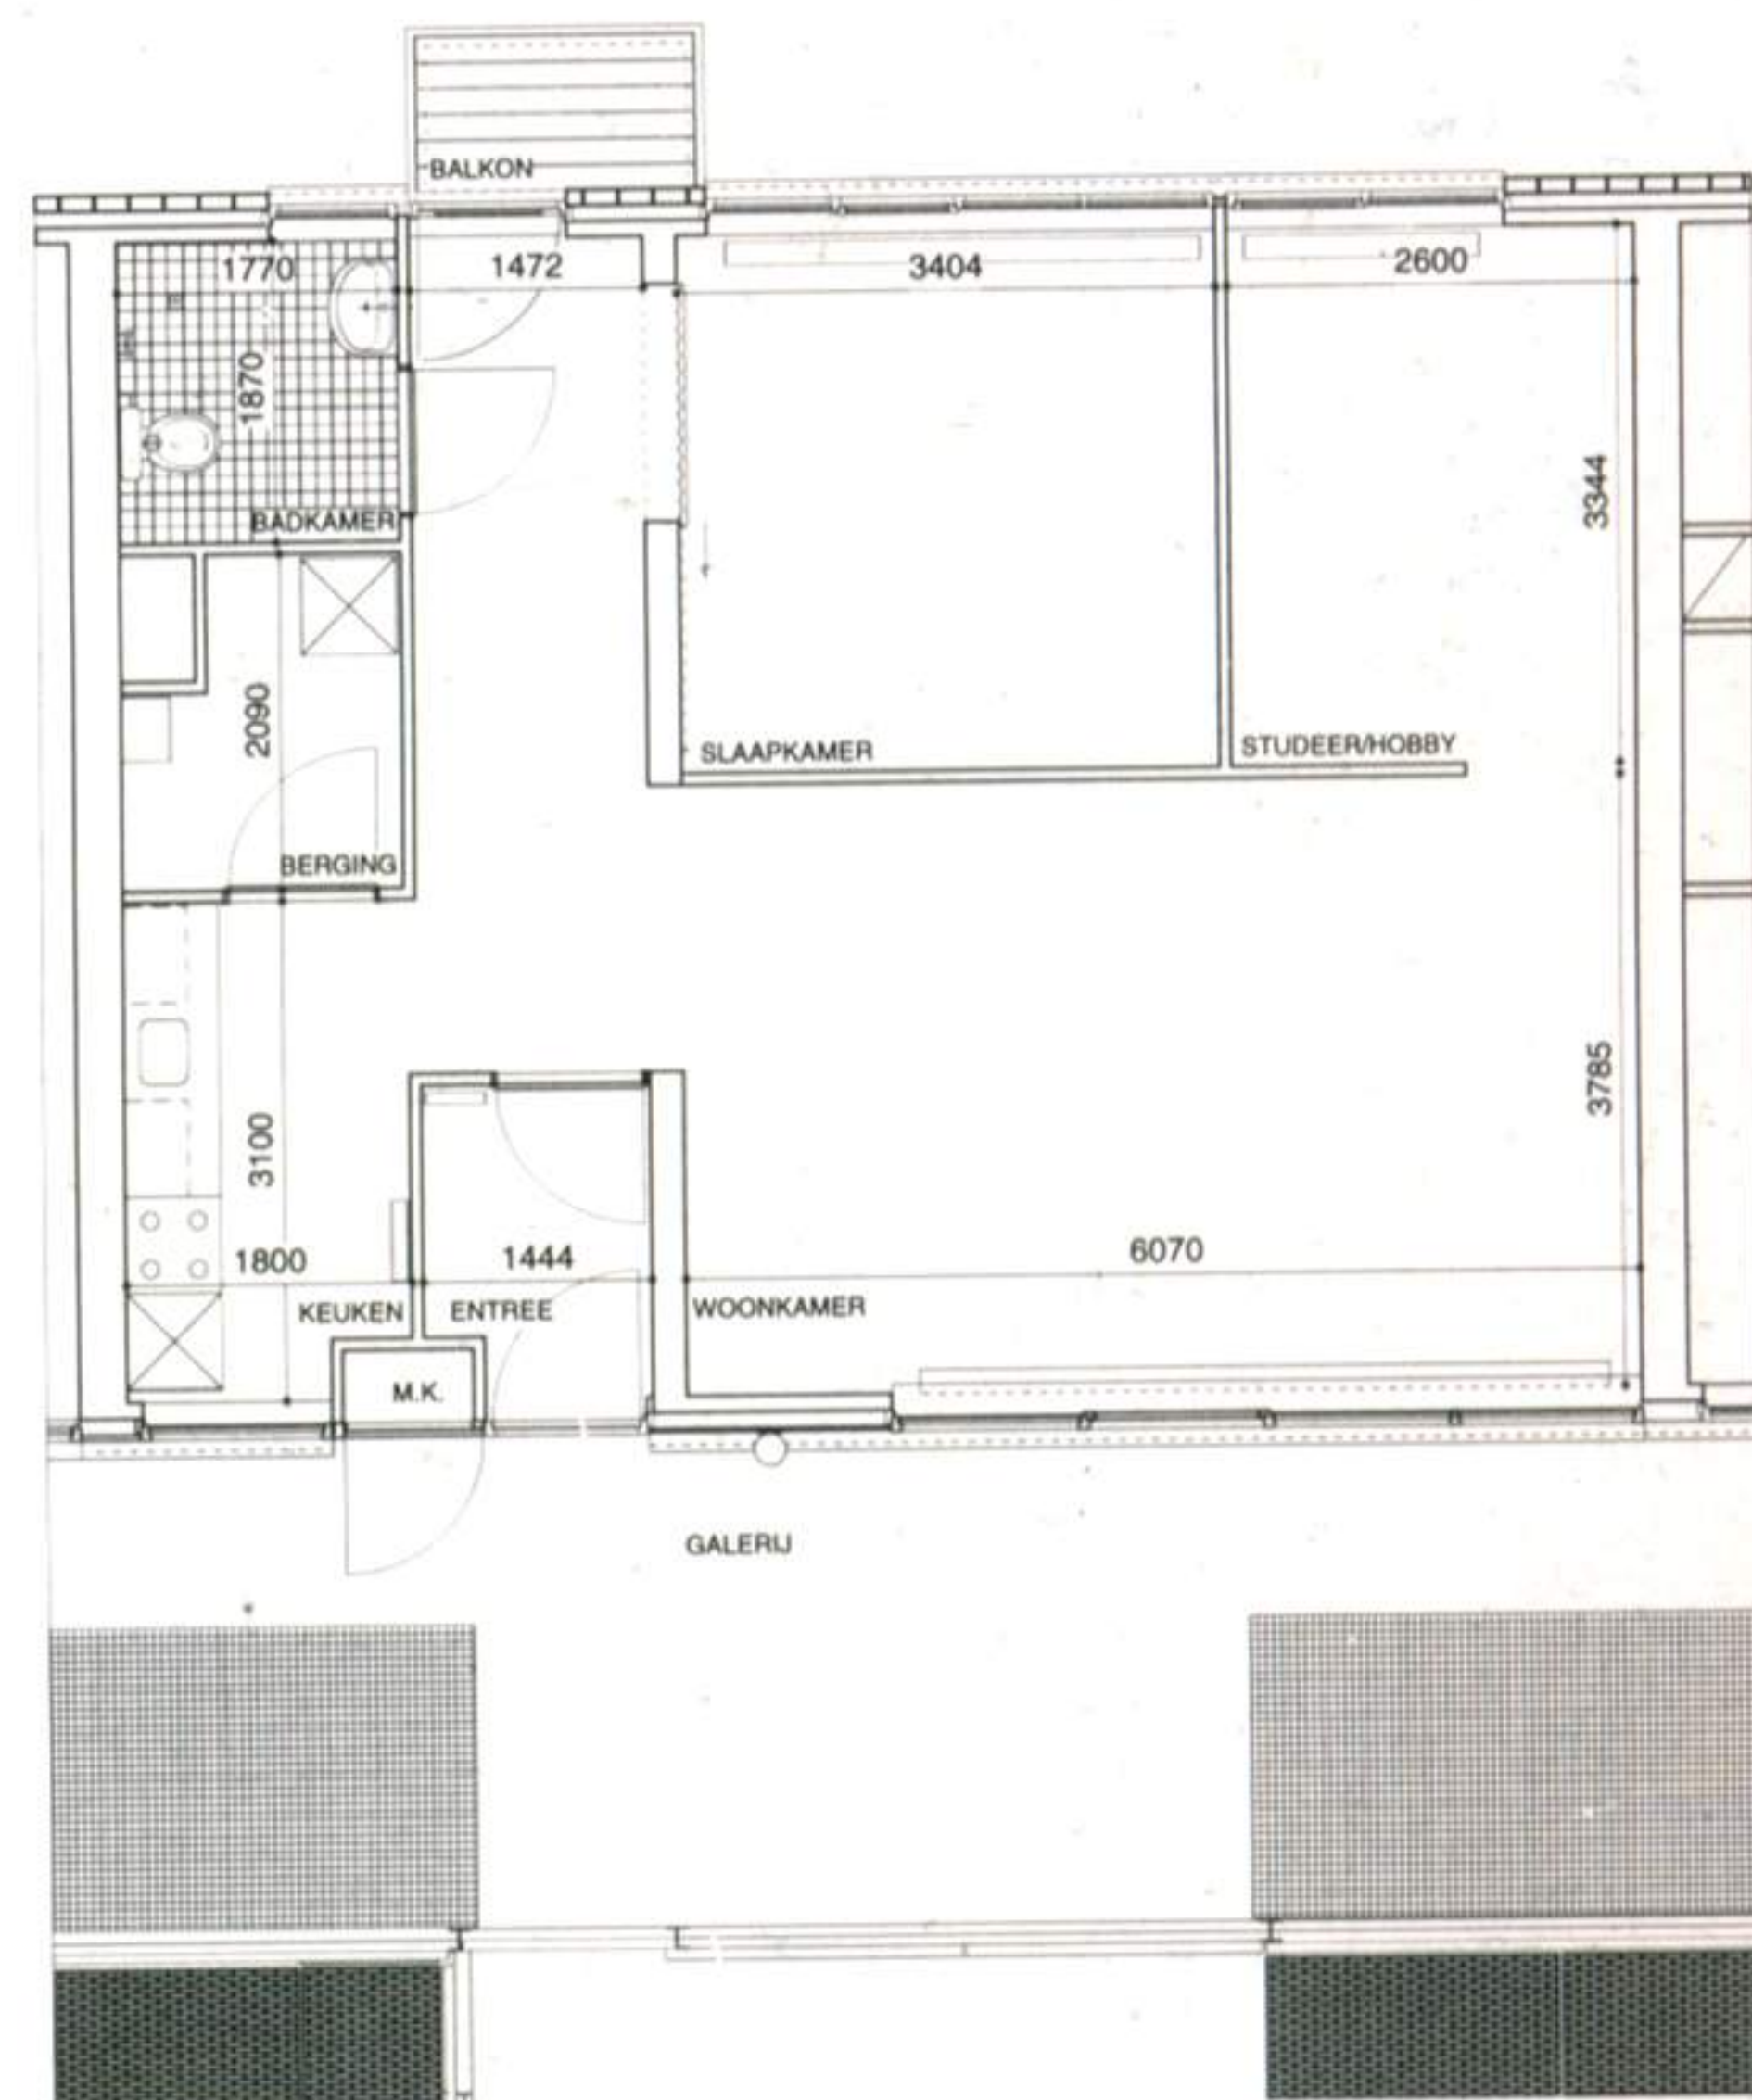 BALKON
1770
1472
3404
2600
1870
3344
BADKAMER
2090
SLAAPKAMER
STUDEER/HOBBY
BERGING
3785
3100
1800
1444
6070
KEUKEN
ENTREE
WOONKAMER
M.K.
GALERIJ